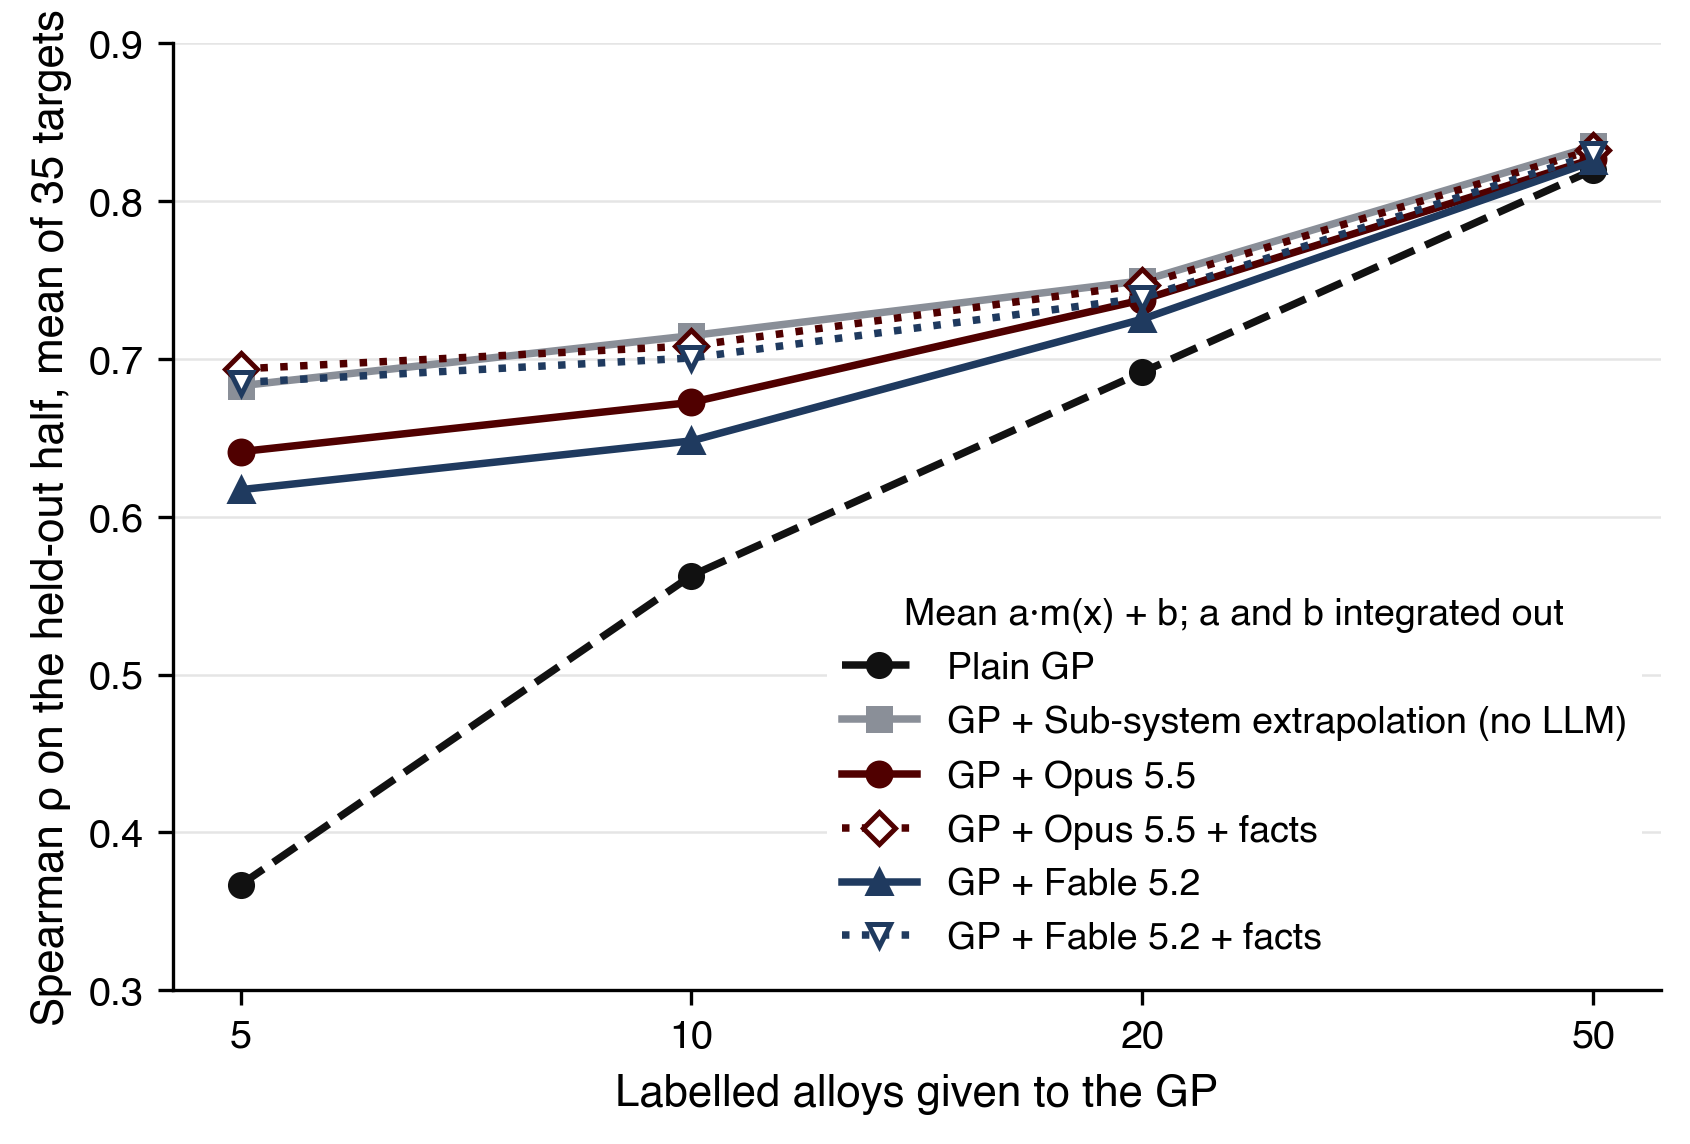 Spearman ρ on the held-out half, mean of 35 targets
0.9
0.8
0.7
0.6
0.5
0.4
0.3
Mean a·m(x) + b; a and b integrated out
Plain GP
GP + Sub-system extrapolation (no LLM)
GP + Opus 5.5
GP + Opus 5.5 + facts
GP + Fable 5.2
GP + Fable 5.2 + facts
5 10 20 50
Labelled alloys given to the GP